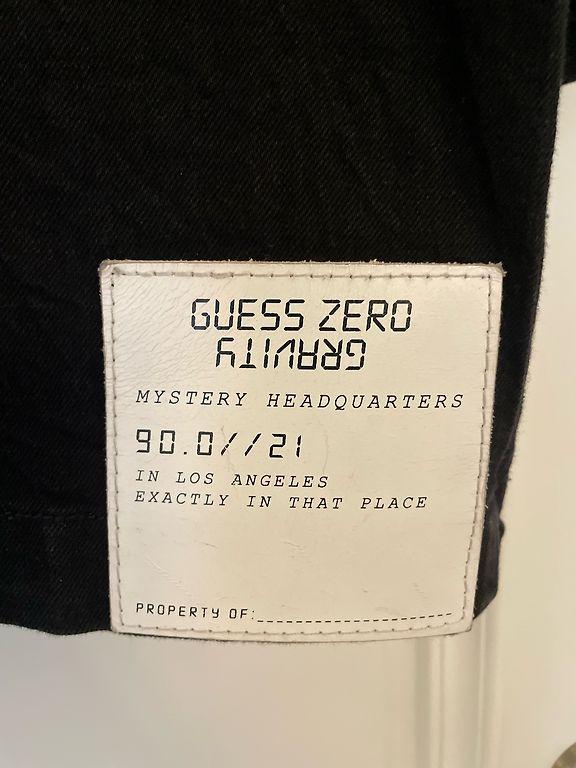 GUESS ZERO
GRAVITY
MYSTERY HEADQUARTERS
90.0//21
IN LOS ANGELES
EXACTLY IN THAT PLACE
PROPERTY OF: